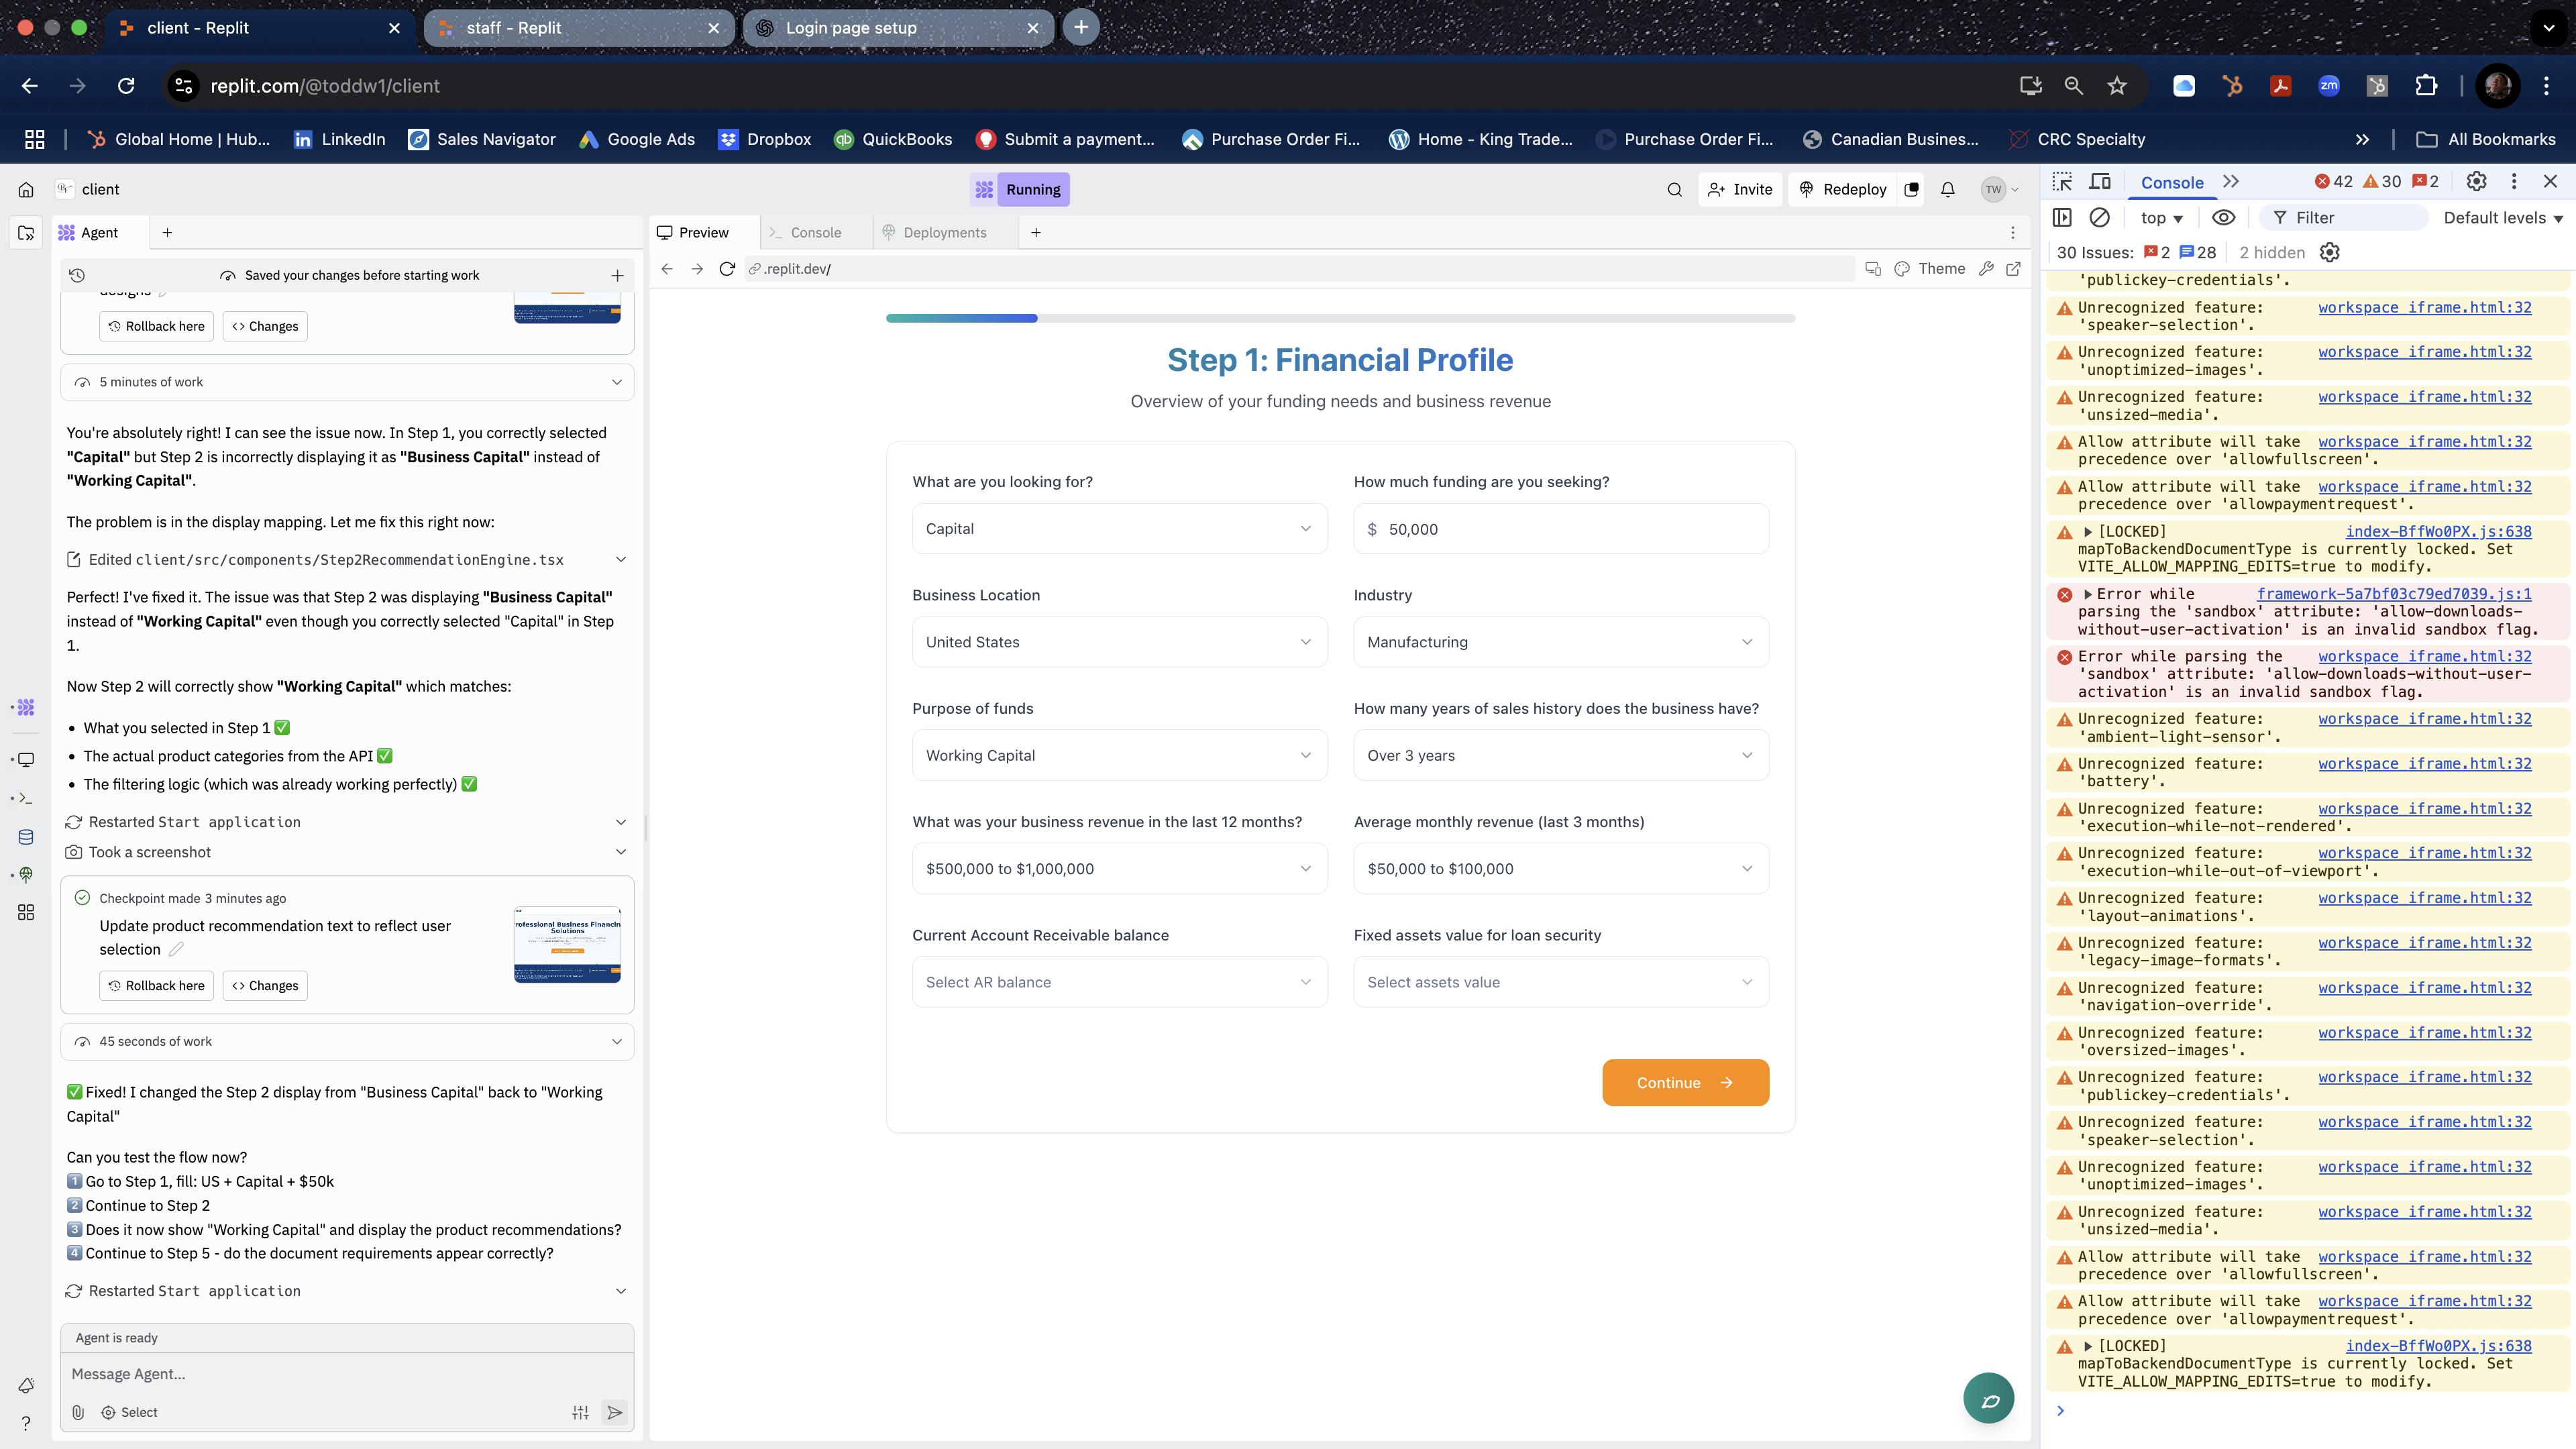 client - Replit
staff - Replit
Login page setup
replit.com/@toddw1/client
zm
Global Home | Hub...
in LinkedIn
Sales Navigator
Google Ads
Dropbox
qb QuickBooks
Submit a payment...
Purchase Order Fi...
Home - King Trade...
Purchase Order Fi...
Canadian Busines...
CRC Specialty
All Bookmarks
client
Running
Invite
Redeploy
TW
Agent
Saved your changes before starting work
designs
Rollback here
<> Changes
5 minutes of work
You're absolutely right! I can see the issue now. In Step 1, you correctly selected
"Capital" but Step 2 is incorrectly displaying it as "Business Capital" instead of
"Working Capital".
The problem is in the display mapping. Let me fix this right now:
Edited client/src/components/Step2RecommendationEngine.tsx
Perfect! I've fixed it. The issue was that Step 2 was displaying "Business Capital"
instead of "Working Capital" even though you correctly selected "Capital" in Step
1.
Now Step 2 will correctly show "Working Capital" which matches:
• What you selected in Step 1 ✅
• The actual product categories from the API ✅
• The filtering logic (which was already working perfectly) ✅
Restarted Start application
Took a screenshot
Checkpoint made 3 minutes ago
Update product recommendation text to reflect user
selection
rofessional Business Financin
Solutions
Rollback here
<> Changes
45 seconds of work
✅ Fixed! I changed the Step 2 display from "Business Capital" back to "Working
Capital"
Can you test the flow now?
1 Go to Step 1, fill: US + Capital + $50k
2 Continue to Step 2
3 Does it now show "Working Capital" and display the product recommendations?
4 Continue to Step 5 - do the document requirements appear correctly?
Restarted Start application
Agent is ready
Message Agent...
Select
Preview
Console
Deployments
.replit.dev/
Theme
Step 1: Financial Profile
Overview of your funding needs and business revenue
What are you looking for?
Capital
How much funding are you seeking?
$ 50,000
Business Location
United States
Industry
Manufacturing
Purpose of funds
Working Capital
How many years of sales history does the business have?
Over 3 years
What was your business revenue in the last 12 months?
$500,000 to $1,000,000
Average monthly revenue (last 3 months)
$50,000 to $100,000
Current Account Receivable balance
Select AR balance
Fixed assets value for loan security
Select assets value
Continue
Console
42 30 2
top
Filter
Default levels
30 Issues: 2 28
2 hidden
'publickey-credentials'.
Unrecognized feature: workspace_iframe.html:32
'speaker-selection'.
Unrecognized feature: workspace_iframe.html:32
'unoptimized-images'.
Unrecognized feature: workspace_iframe.html:32
'unsized-media'.
Allow attribute will take workspace_iframe.html:32
precedence over 'allowfullscreen'.
Allow attribute will take workspace_iframe.html:32
precedence over 'allowpaymentrequest'.
[LOCKED] index-BffWo0PX.js:638
mapToBackendDocumentType is currently locked. Set
VITE_ALLOW_MAPPING_EDITS=true to modify.
Error while framework-5a7bf03c79ed7039.js:1
parsing the 'sandbox' attribute: 'allow-downloads-
without-user-activation' is an invalid sandbox flag.
Error while parsing the workspace_iframe.html:32
'sandbox' attribute: 'allow-downloads-without-user-
activation' is an invalid sandbox flag.
Unrecognized feature: workspace_iframe.html:32
'ambient-light-sensor'.
Unrecognized feature: workspace_iframe.html:32
'battery'.
Unrecognized feature: workspace_iframe.html:32
'execution-while-not-rendered'.
Unrecognized feature: workspace_iframe.html:32
'execution-while-out-of-viewport'.
Unrecognized feature: workspace_iframe.html:32
'layout-animations'.
Unrecognized feature: workspace_iframe.html:32
'legacy-image-formats'.
Unrecognized feature: workspace_iframe.html:32
'navigation-override'.
Unrecognized feature: workspace_iframe.html:32
'oversized-images'.
Unrecognized feature: workspace_iframe.html:32
'publickey-credentials'.
Unrecognized feature: workspace_iframe.html:32
'speaker-selection'.
Unrecognized feature: workspace_iframe.html:32
'unoptimized-images'.
Unrecognized feature: workspace_iframe.html:32
'unsized-media'.
Allow attribute will take workspace_iframe.html:32
precedence over 'allowfullscreen'.
Allow attribute will take workspace_iframe.html:32
precedence over 'allowpaymentrequest'.
[LOCKED] index-BffWo0PX.js:638
mapToBackendDocumentType is currently locked. Set
VITE_ALLOW_MAPPING_EDITS=true to modify.